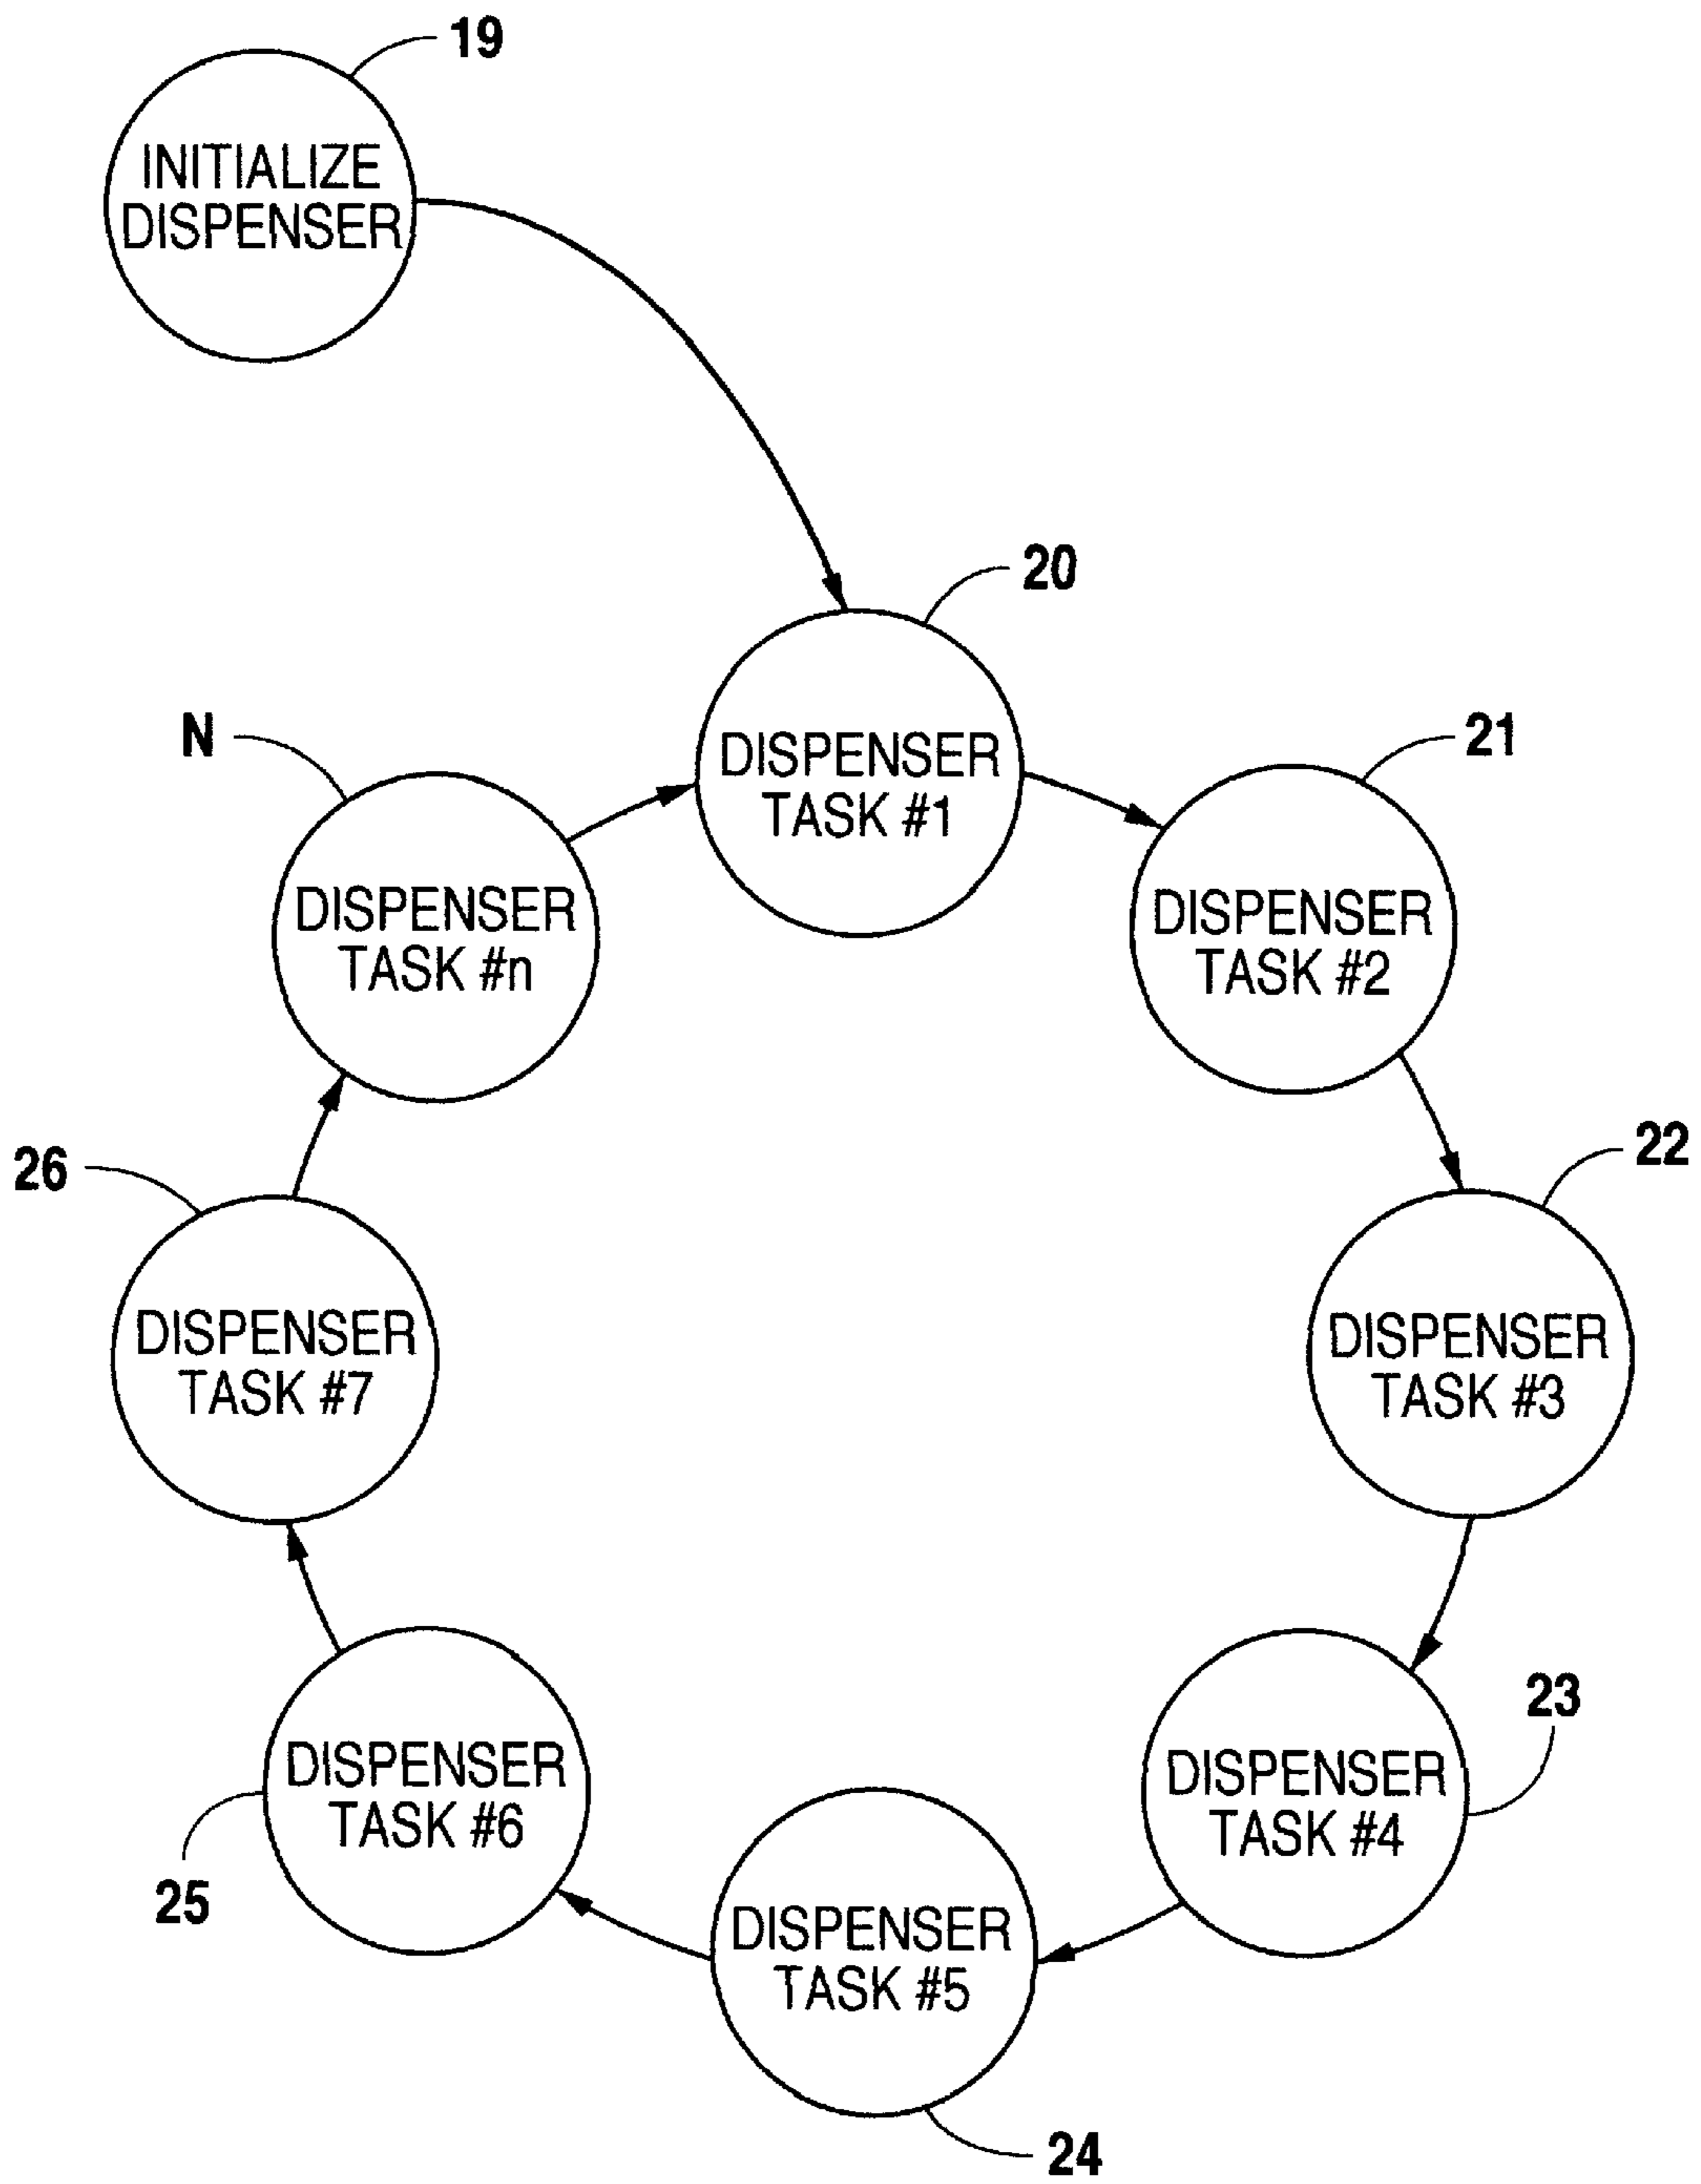 19
INITIALIZE
DISPENSER
20
DISPENSER
TASK #1
21
DISPENSER
TASK #2
N
DISPENSER
TASK #n
22
DISPENSER
TASK #3
26
DISPENSER
TASK #7
23
DISPENSER
TASK #4
DISPENSER
TASK #6
25
DISPENSER
TASK #5
24